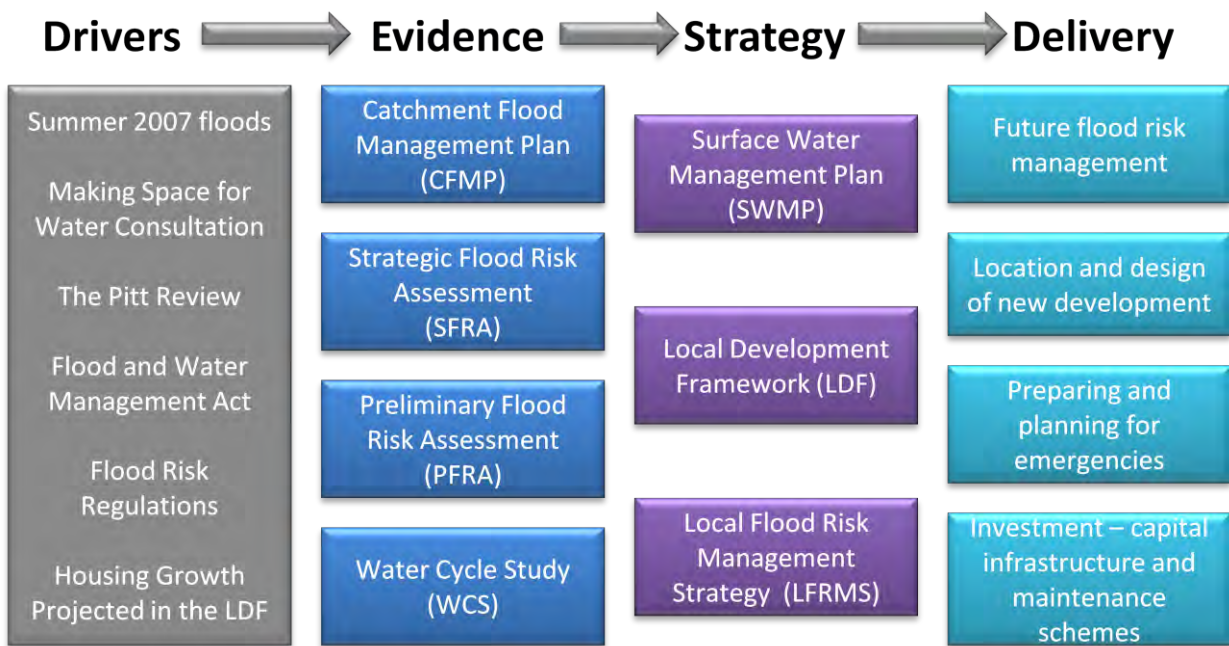 Drivers
Evidence
Strategy
Delivery
Summer 2007 floods
Making Space for
Water Consultation
The Pitt Review
Flood and Water
Management Act
Flood Risk
Regulations
Housing Growth
Projected in the LDF
Catchment Flood
Management Plan
(CFMP)
Strategic Flood Risk
Assessment
(SFRA)
Preliminary Flood
Risk Assessment
(PFRA)
Water Cycle Study
(WCS)
Surface Water
Management Plan
(SWMP)
Local Development
Framework (LDF)
Local Flood Risk
Management
Strategy (LFRMS)
Future flood risk
management
Location and design
of new development
Preparing and
planning for
emergencies
Investment – capital
infrastructure and
maintenance
schemes